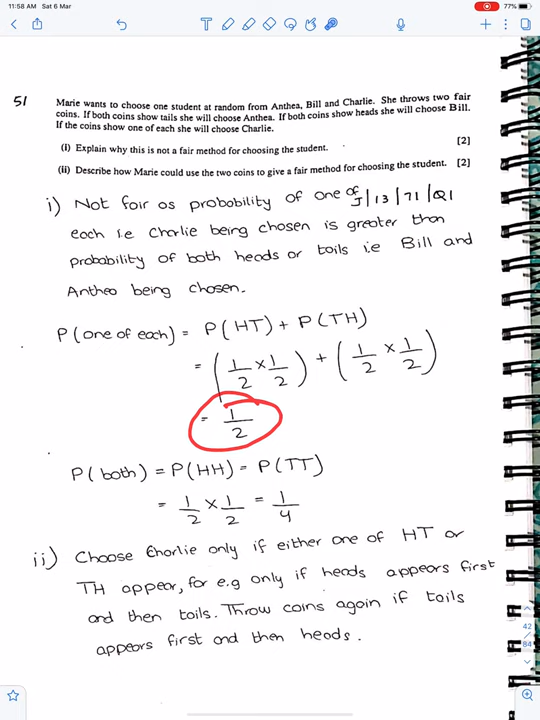 11:58 AM Sat 6 Mar
77%
51
Marie wants to choose one student at random from Anthea, Bill and Charlie. She throws two fair
coins. If both coins show tails she will choose Anthea. If both coins show heads she will choose Bill.
If the coins show one of each she will choose Charlie.
(i) Explain why this is not a fair method for choosing the student. [2]
(ii) Describe how Marie could use the two coins to give a fair method for choosing the student. [2]
J/13/71/Q1
i) Not fair as probability of one of
each i.e Charlie being chosen is greater than
probability of both heads or tails i.e Bill and
Anthea being chosen.
P(one of each) = P(HT) + P(TH)
= (1/2 × 1/2) + (1/2 × 1/2)
= 1/2
P(both) = P(HH) = P(TT)
= 1/2 × 1/2 = 1/4
ii) Choose Charlie only if either one of HT or
TH appear, for e.g only if heads appears first
and then tails. Throw coins again if tails
appears first and then heads.
42
/
84